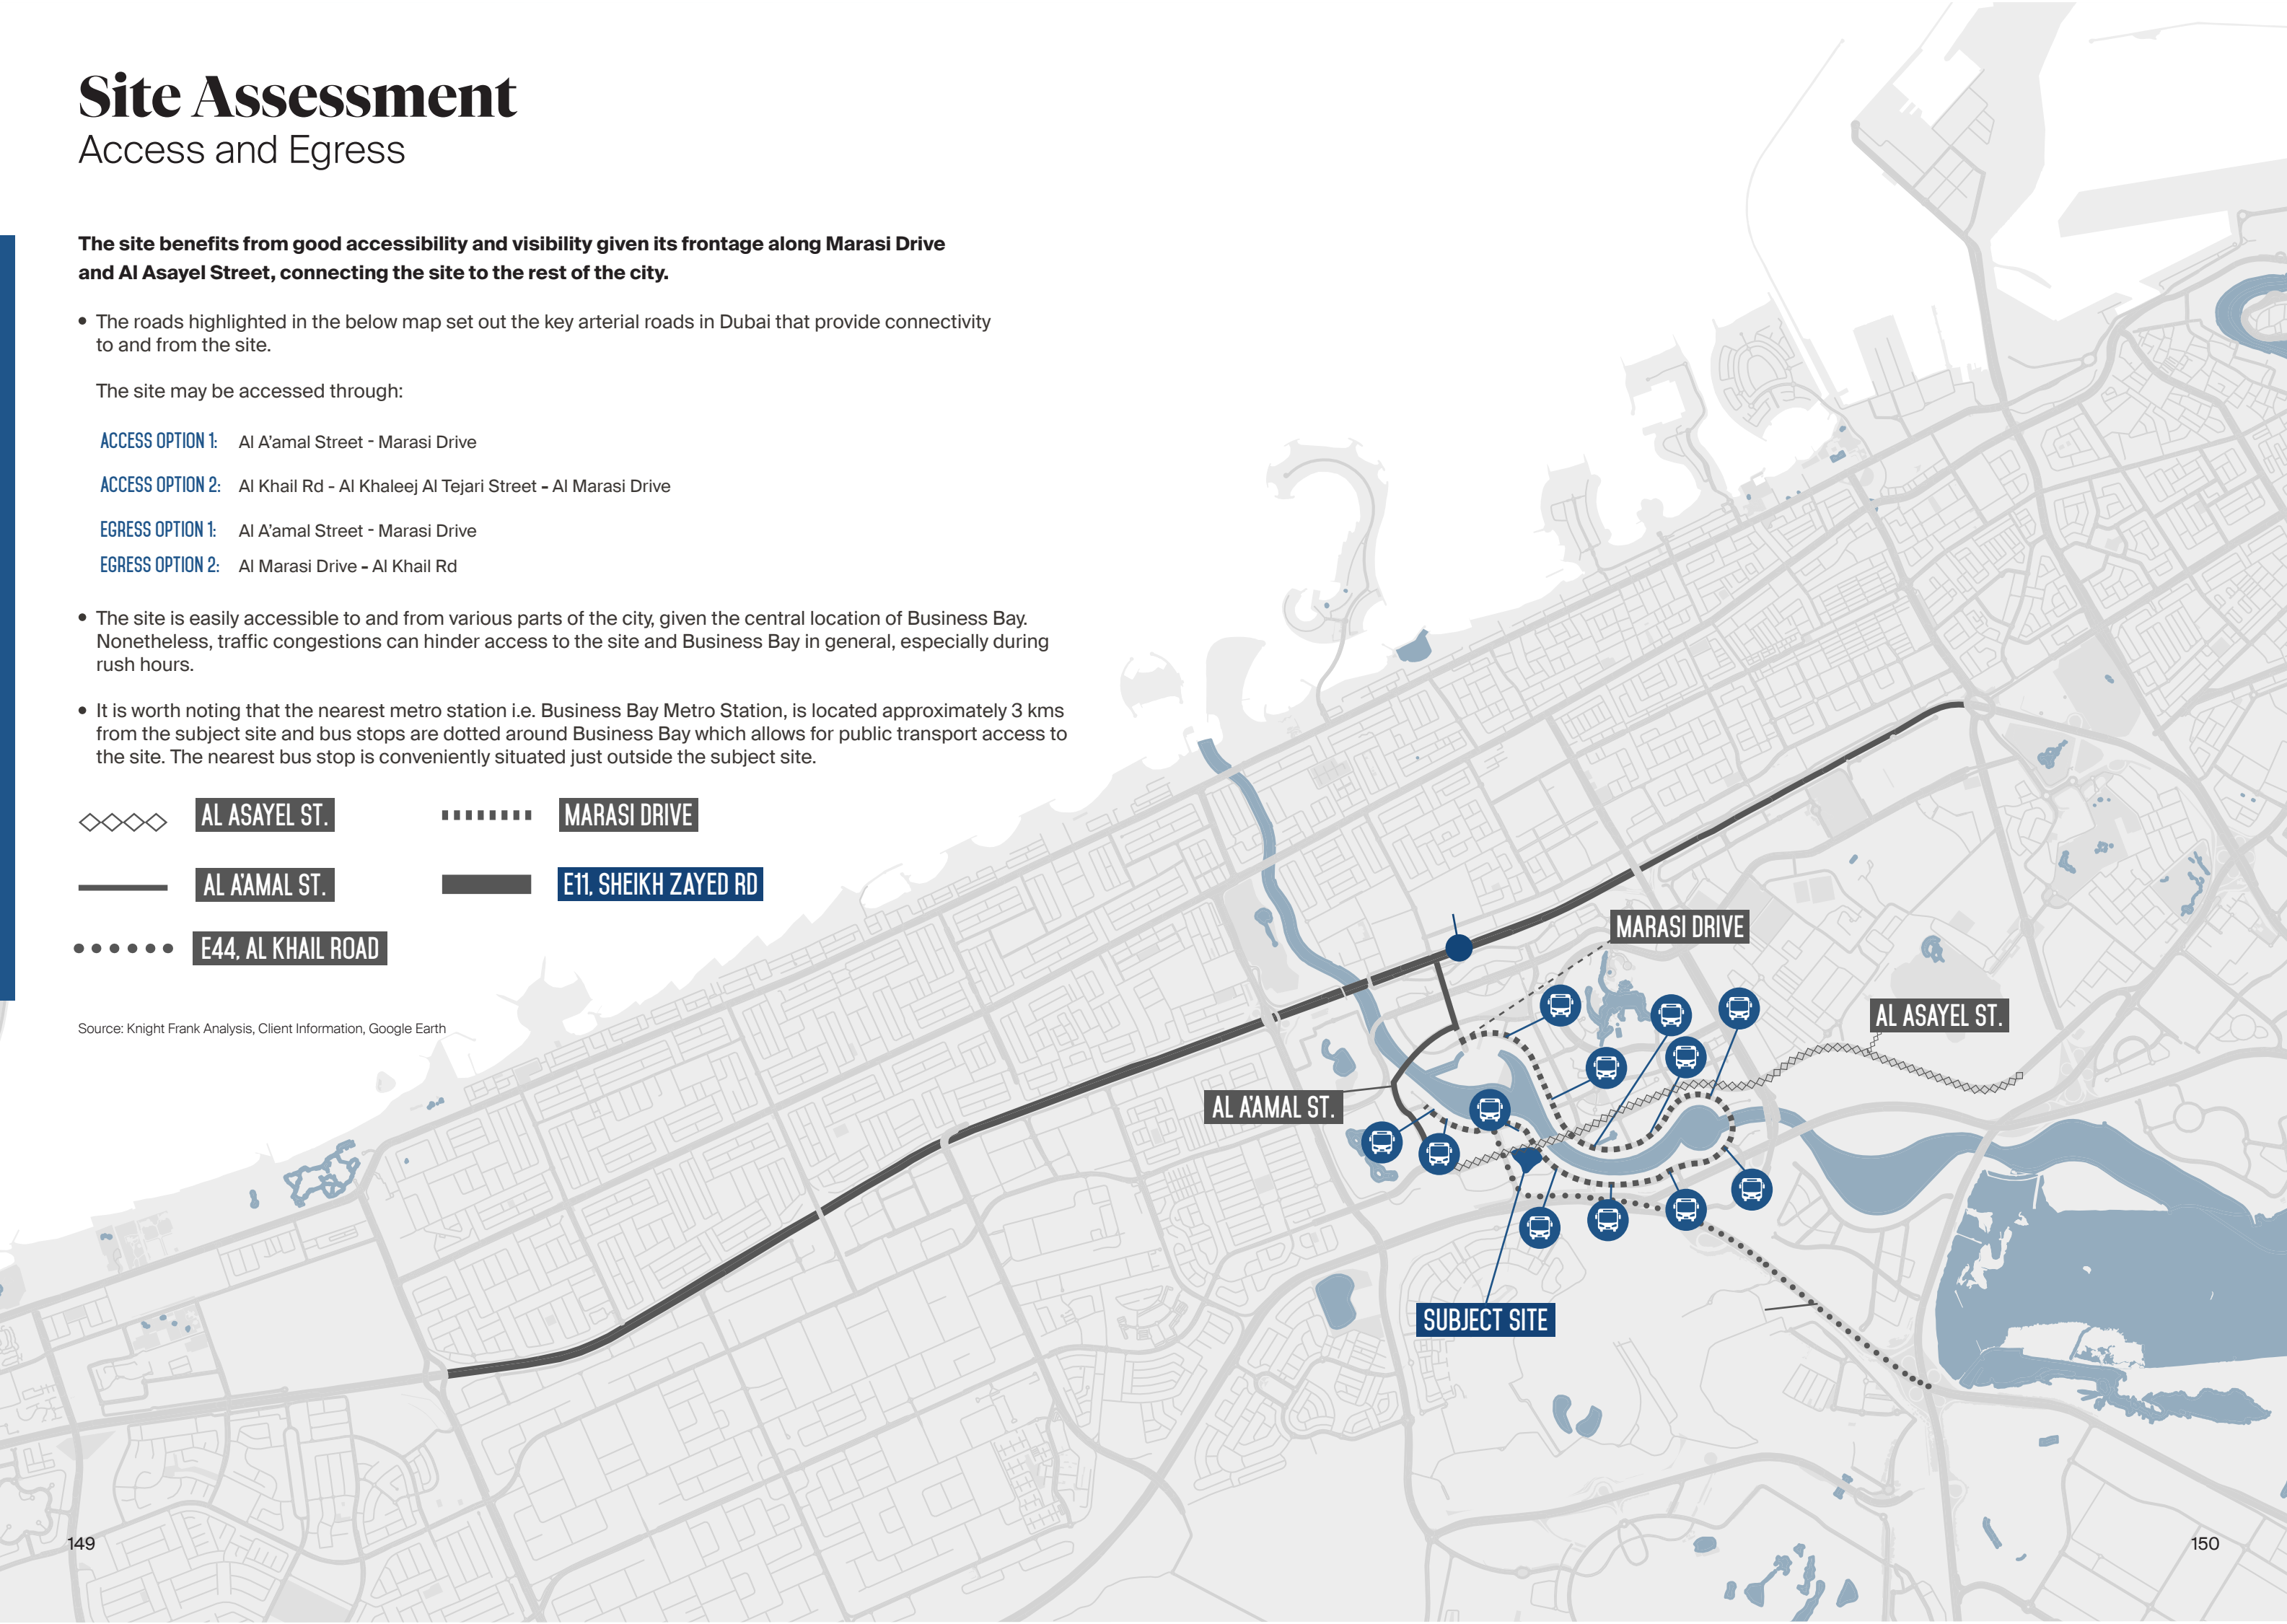 Site Assessment
Access and Egress
The site benefits from good accessibility and visibility given its frontage along Marasi Drive
and Al Asayel Street, connecting the site to the rest of the city.
• The roads highlighted in the below map set out the key arterial roads in Dubai that provide connectivity
to and from the site.
The site may be accessed through:
ACCESS OPTION 1: Al A'amal Street - Marasi Drive
ACCESS OPTION 2: Al Khail Rd - Al Khaleej Al Tejari Street - Al Marasi Drive
EGRESS OPTION 1: Al A'amal Street - Marasi Drive
EGRESS OPTION 2: Al Marasi Drive - Al Khail Rd
• The site is easily accessible to and from various parts of the city, given the central location of Business Bay.
Nonetheless, traffic congestions can hinder access to the site and Business Bay in general, especially during
rush hours.
• It is worth noting that the nearest metro station i.e. Business Bay Metro Station, is located approximately 3 kms
from the subject site and bus stops are dotted around Business Bay which allows for public transport access to
the site. The nearest bus stop is conveniently situated just outside the subject site.
AL ASAYEL ST.
MARASI DRIVE
AL A'AMAL ST.
E11, SHEIKH ZAYED RD
E44, AL KHAIL ROAD
Source: Knight Frank Analysis, Client Information, Google Earth
MARASI DRIVE
AL ASAYEL ST.
AL A'AMAL ST.
SUBJECT SITE
149
150